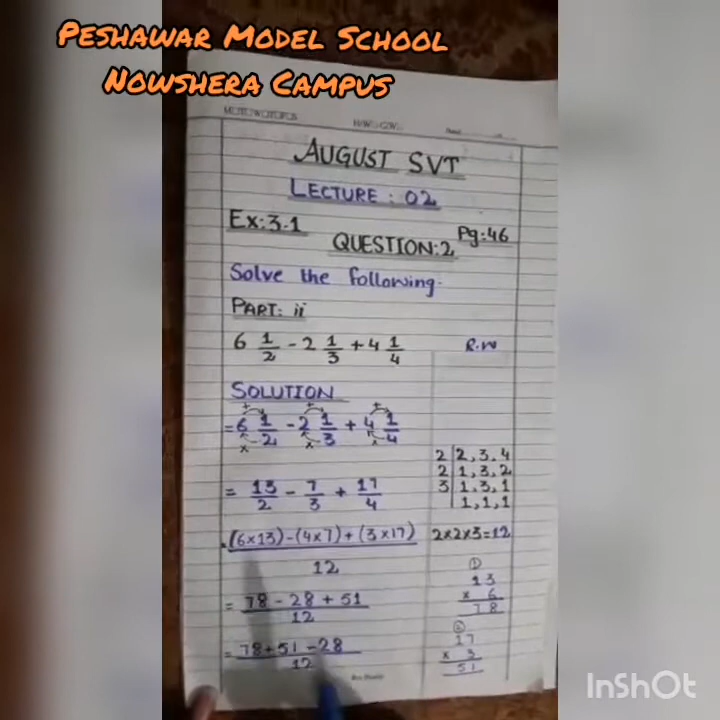 PESHAWAR MODEL SCHOOL
NOWSHERA CAMPUS
AUGUST SVT
LECTURE: 02
Ex:3.1
Pg:46
QUESTION:2
Solve the following.
PART: ii
6 1/2 - 2 1/3 + 4 1/4
R.W
SOLUTION
= 6 1/2 - 2 1/3 + 4 1/4
= 13/2 - 7/3 + 17/4
(6×13)-(4×7)+(3×17)
12
= 78 - 28 + 51
12
= 78+51-28
12
2 | 2, 3, 4
2 | 1, 3, 2
3 | 1, 3, 1
| 1, 1, 1
2×2×3=12
①
13
× 6
78
②
17
× 3
51
InShOt